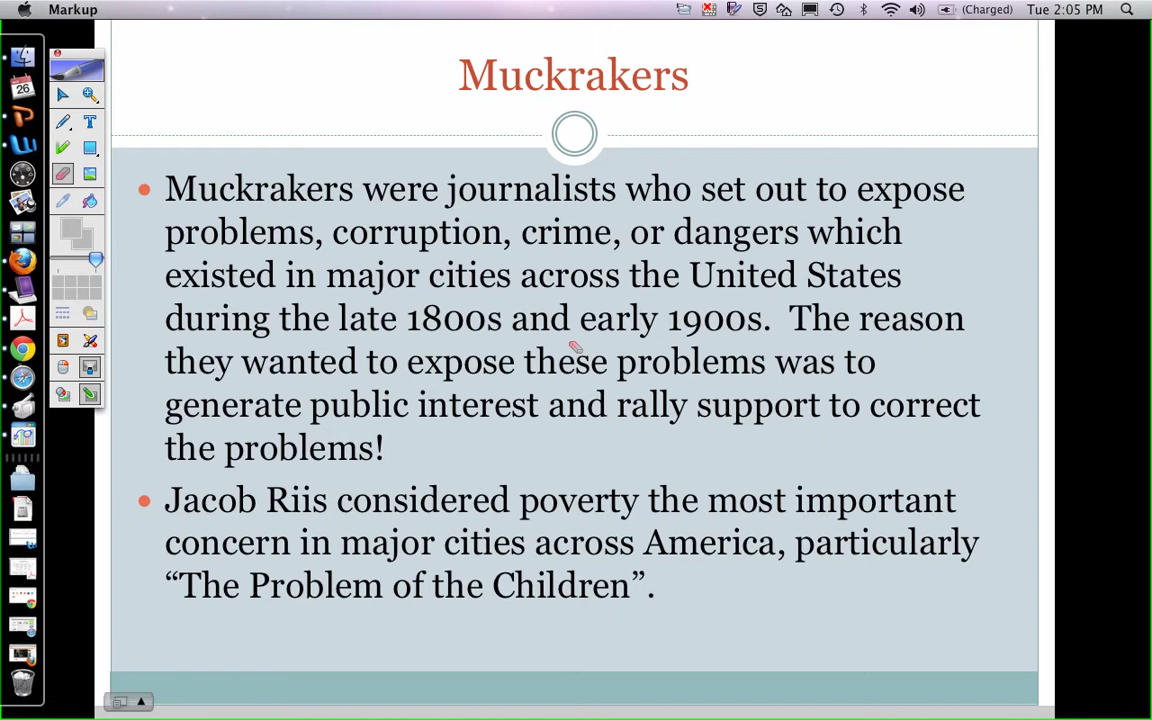 Markup
(Charged)
Tue 2:05 PM
26
Muckrakers
• Muckrakers were journalists who set out to expose
problems, corruption, crime, or dangers which
existed in major cities across the United States
during the late 1800s and early 1900s.  The reason
they wanted to expose these problems was to
generate public interest and rally support to correct
the problems!
• Jacob Riis considered poverty the most important
concern in major cities across America, particularly
“The Problem of the Children”.